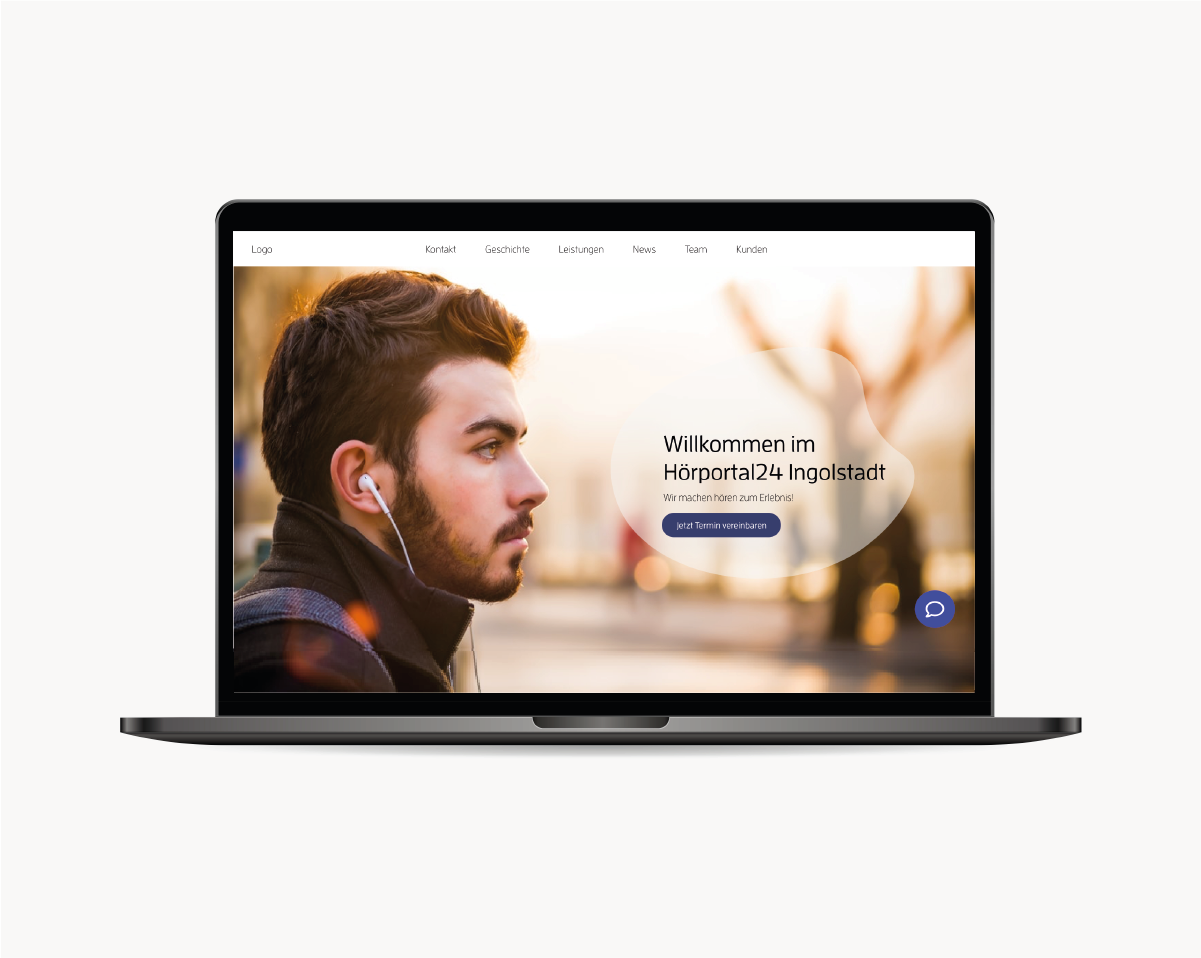 Logo
Kontakt Geschichte Leistungen News Team Kunden
Willkommen im
Hörportal24 Ingolstadt
Wir machen hören zum Erlebnis!
Jetzt Termin vereinbaren